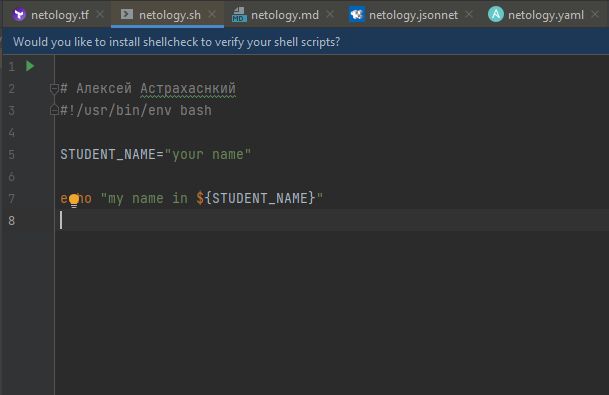 netology.tf netology.sh netology.md netology.jsonnet netology.yaml
Would you like to install shellcheck to verify your shell scripts?
1
2 # Алексей Астрахаснкий
3 #!/usr/bin/env bash
4
5 STUDENT_NAME="your name"
6
7 echo "my name in ${STUDENT_NAME}"
8